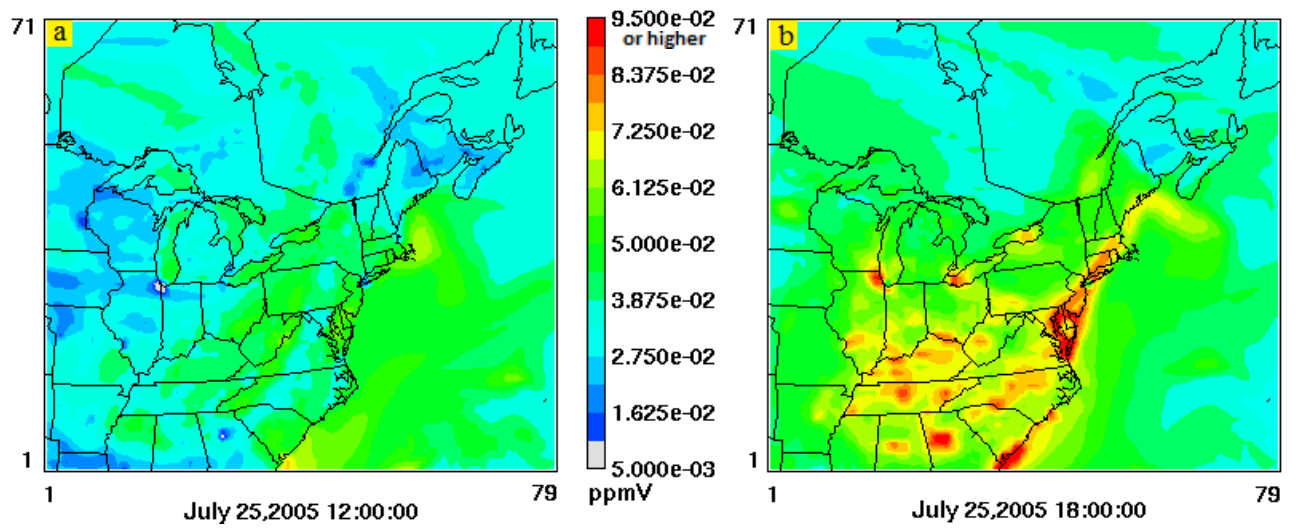 71
a
1
1
79
July 25,2005 12:00:00
9.500e-02
or higher
8.375e-02
7.250e-02
6.125e-02
5.000e-02
3.875e-02
2.750e-02
1.625e-02
5.000e-03
ppmV
71
b
1
1
79
July 25,2005 18:00:00